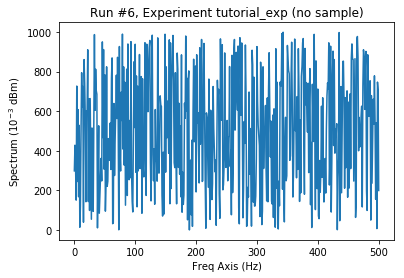 Run #6, Experiment tutorial_exp (no sample)
1000
800
600
400
200
0
Spectrum (10⁻³ dBm)
0 100 200 300 400 500
Freq Axis (Hz)